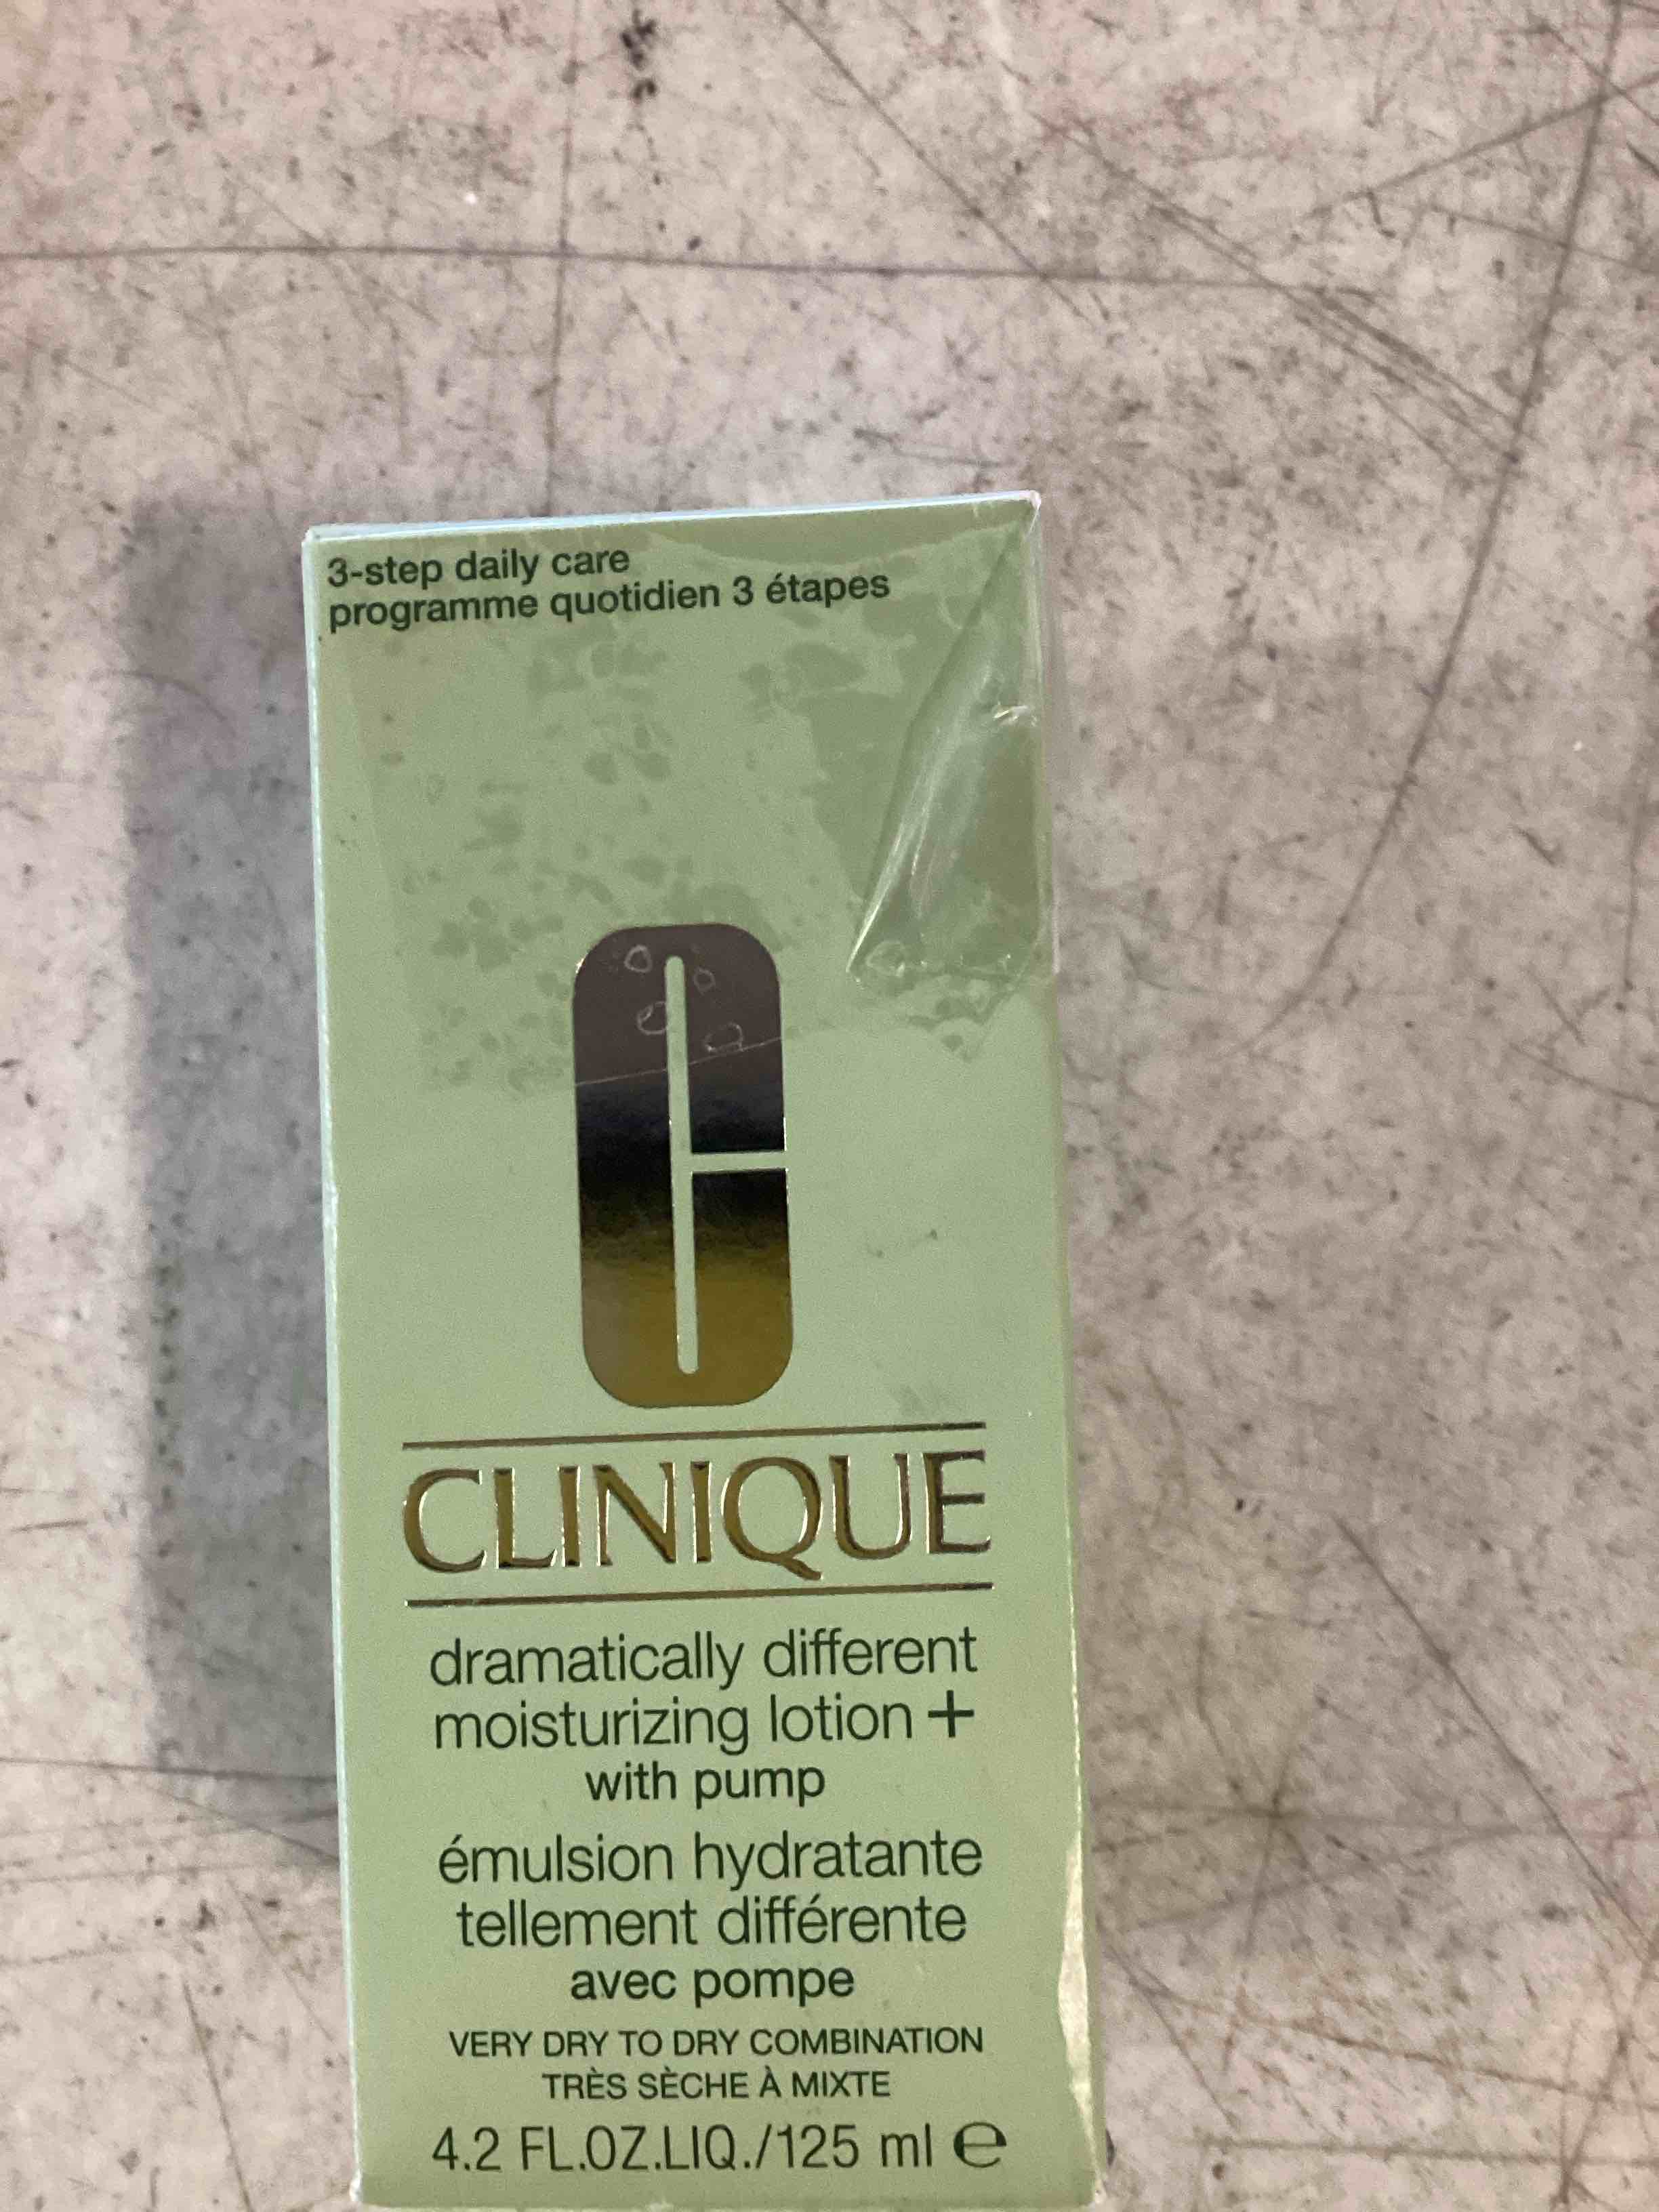 3-step daily care
programme quotidien 3 étapes
CLINIQUE
dramatically different
moisturizing lotion +
with pump
émulsion hydratante
tellement différente
avec pompe
VERY DRY TO DRY COMBINATION
TRÈS SÈCHE À MIXTE
4.2 FL.OZ.LIQ./125 ml ℮